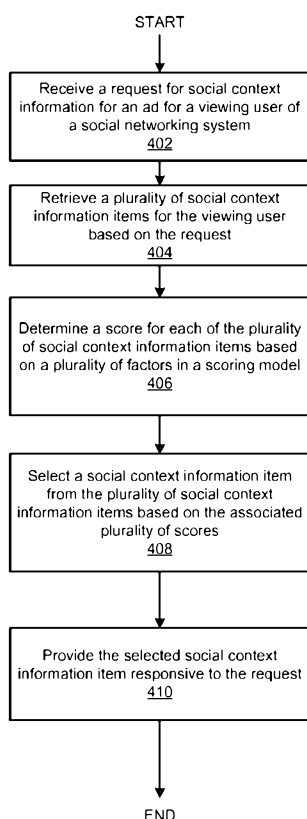 START
Receive a request for social context
information for an ad for a viewing user of
a social networking system
402
Retrieve a plurality of social context
information items for the viewing user
based on the request
404
Determine a score for each of the plurality
of social context information items based
on a plurality of factors in a scoring model
406
Select a social context information item
from the plurality of social context
information items based on the associated
plurality of scores
408
Provide the selected social context
information item responsive to the request
410
END